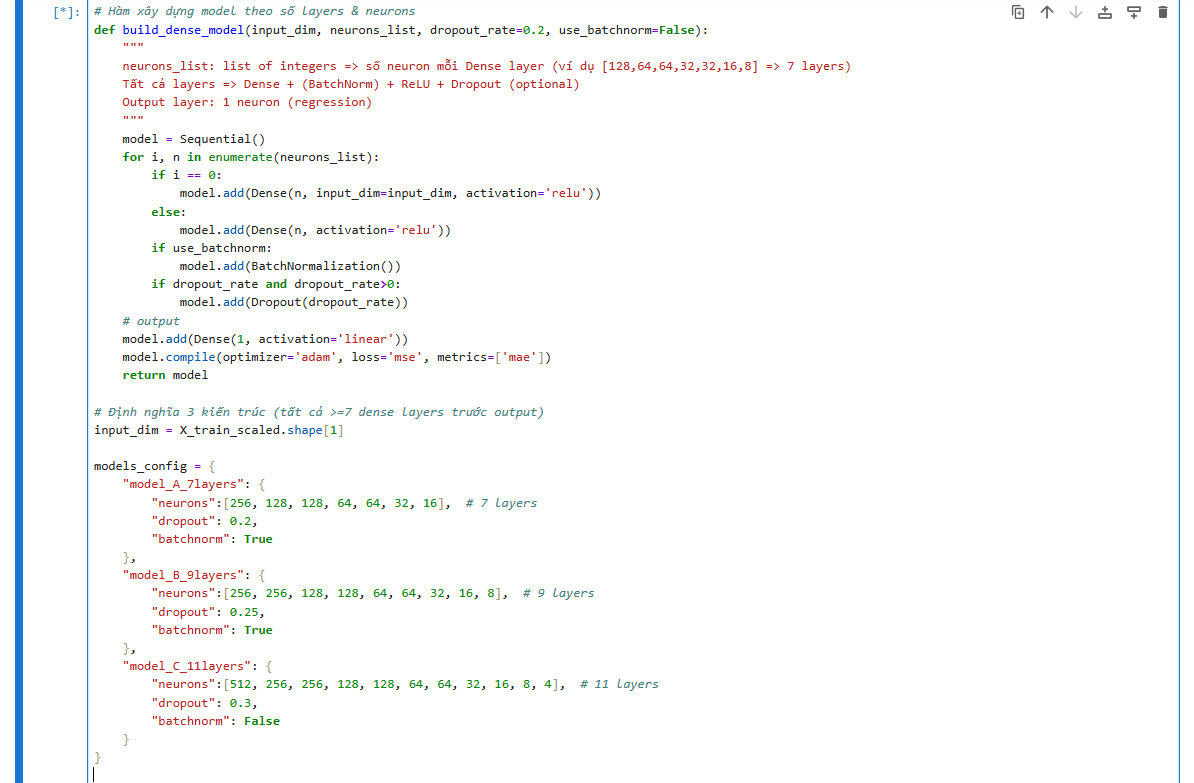 [*]: # Hàm xây dựng model theo số layers & neurons
def build_dense_model(input_dim, neurons_list, dropout_rate=0.2, use_batchnorm=False):
    """
    neurons_list: list of integers => số neuron mỗi Dense layer (ví dụ [128,64,64,32,32,16,8] => 7 layers)
    Tất cả layers => Dense + (BatchNorm) + ReLU + Dropout (optional)
    Output layer: 1 neuron (regression)
    """
    model = Sequential()
    for i, n in enumerate(neurons_list):
        if i == 0:
            model.add(Dense(n, input_dim=input_dim, activation='relu'))
        else:
            model.add(Dense(n, activation='relu'))
        if use_batchnorm:
            model.add(BatchNormalization())
        if dropout_rate and dropout_rate>0:
            model.add(Dropout(dropout_rate))
    # output
    model.add(Dense(1, activation='linear'))
    model.compile(optimizer='adam', loss='mse', metrics=['mae'])
    return model

# Định nghĩa 3 kiến trúc (tất cả >=7 dense layers trước output)
input_dim = X_train_scaled.shape[1]

models_config = {
    "model_A_7layers": {
        "neurons":[256, 128, 128, 64, 64, 32, 16],  # 7 layers
        "dropout": 0.2,
        "batchnorm": True
    },
    "model_B_9layers": {
        "neurons":[256, 256, 128, 128, 64, 64, 32, 16, 8],  # 9 layers
        "dropout": 0.25,
        "batchnorm": True
    },
    "model_C_11layers": {
        "neurons":[512, 256, 256, 128, 128, 64, 64, 32, 16, 8, 4],  # 11 layers
        "dropout": 0.3,
        "batchnorm": False
    }
}